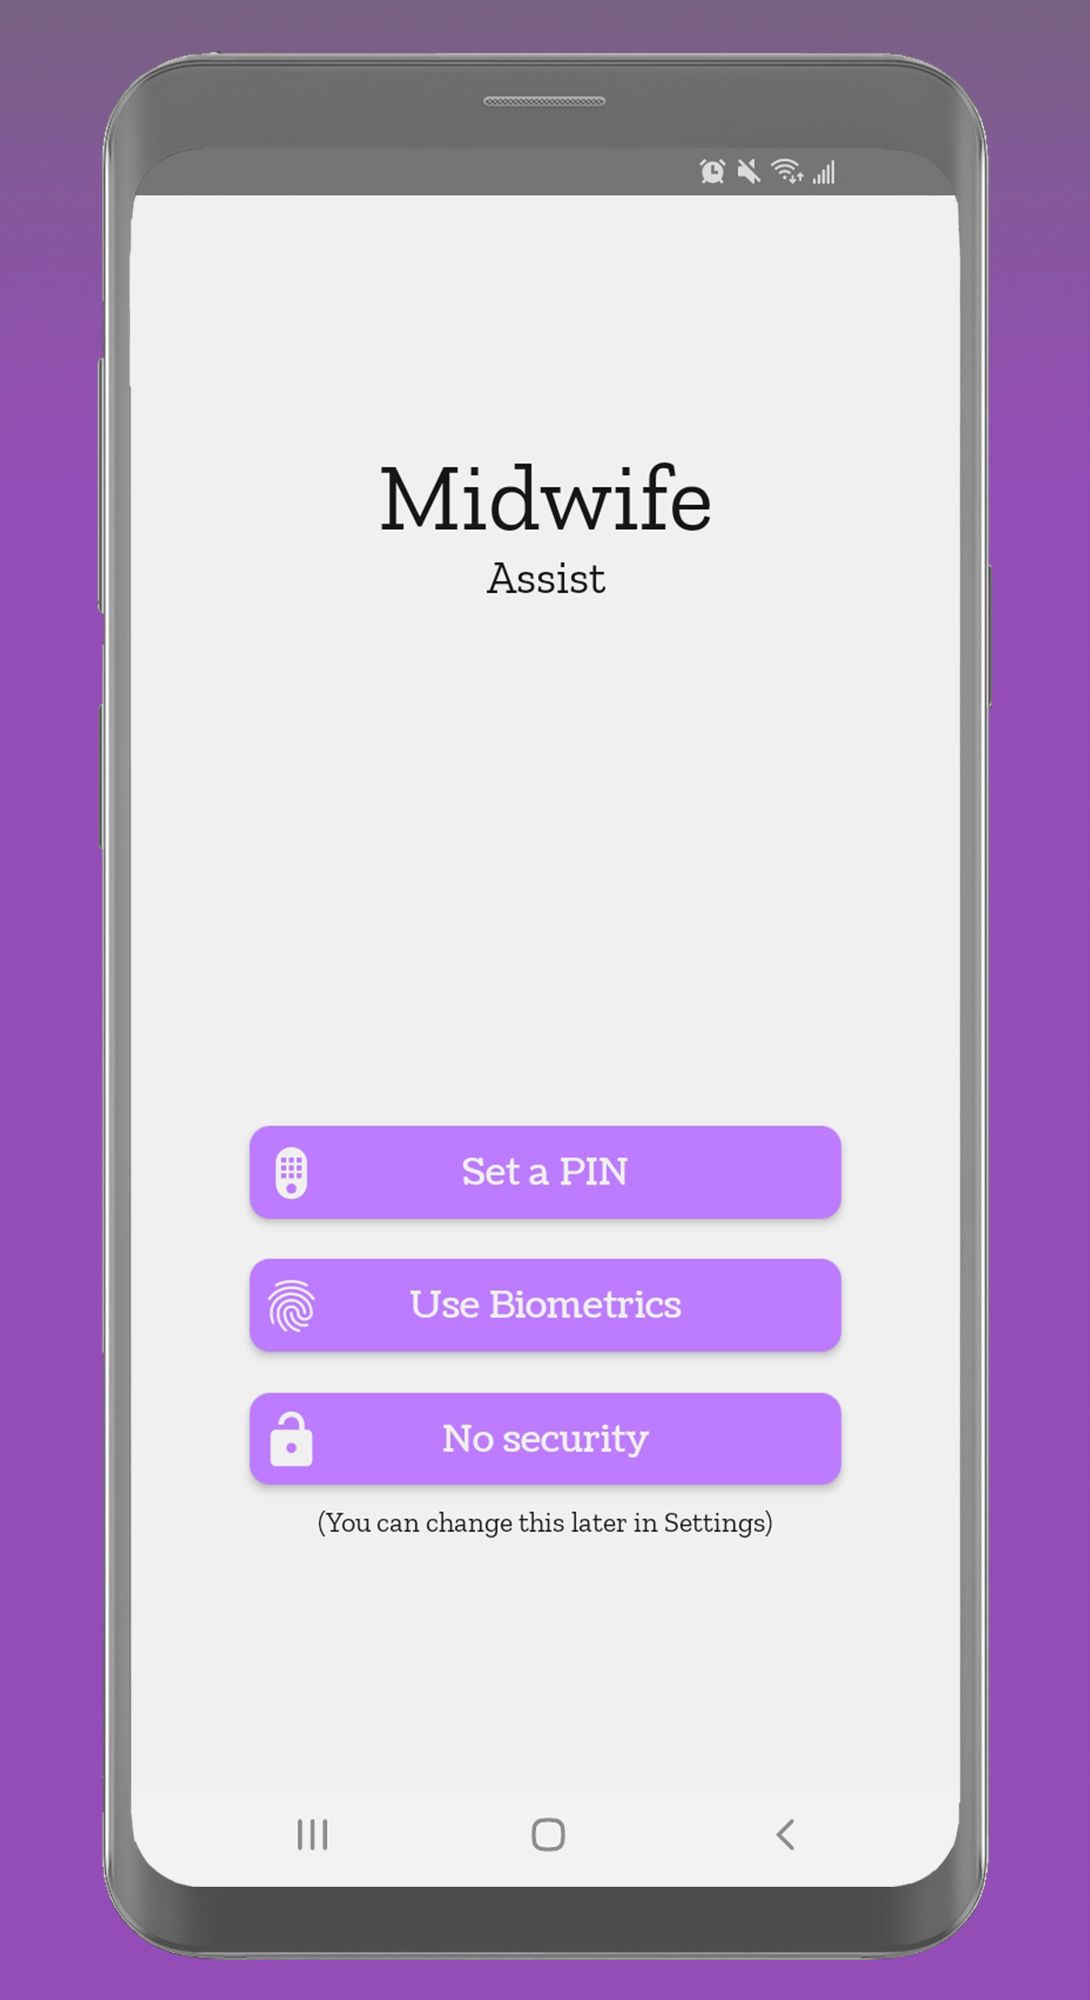 Midwife
Assist
Set a PIN
Use Biometrics
No security
(You can change this later in Settings)